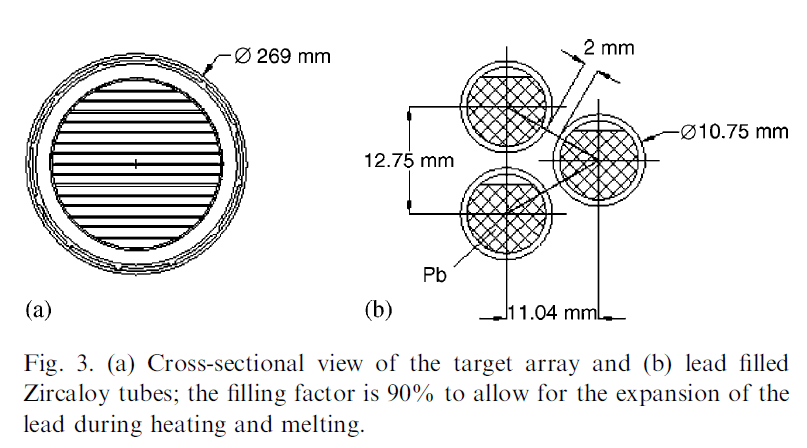 Ø 269 mm
2 mm
Ø10.75 mm
12.75 mm
Pb
11.04 mm
(a)
(b)
Fig. 3. (a) Cross-sectional view of the target array and (b) lead filled
Zircaloy tubes; the filling factor is 90% to allow for the expansion of the
lead during heating and melting.